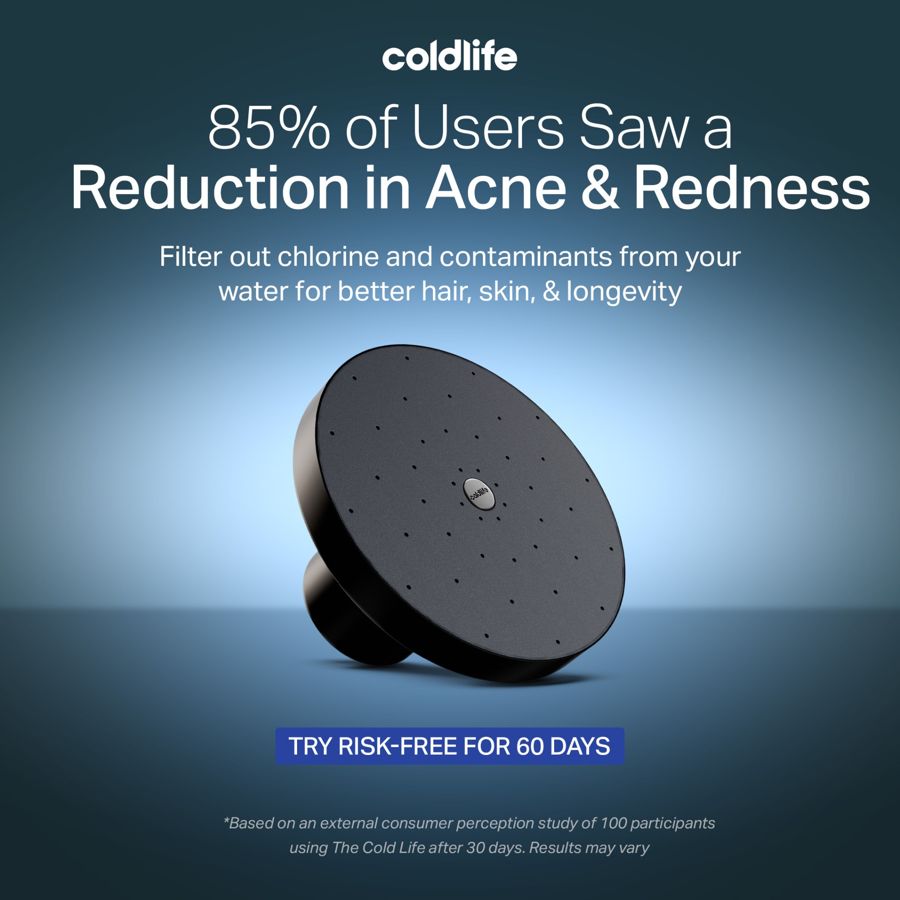 coldlife
85% of Users Saw a
Reduction in Acne & Redness
Filter out chlorine and contaminants from your
water for better hair, skin, & longevity
coldlife
TRY RISK-FREE FOR 60 DAYS
*Based on an external consumer perception study of 100 participants
using The Cold Life after 30 days. Results may vary